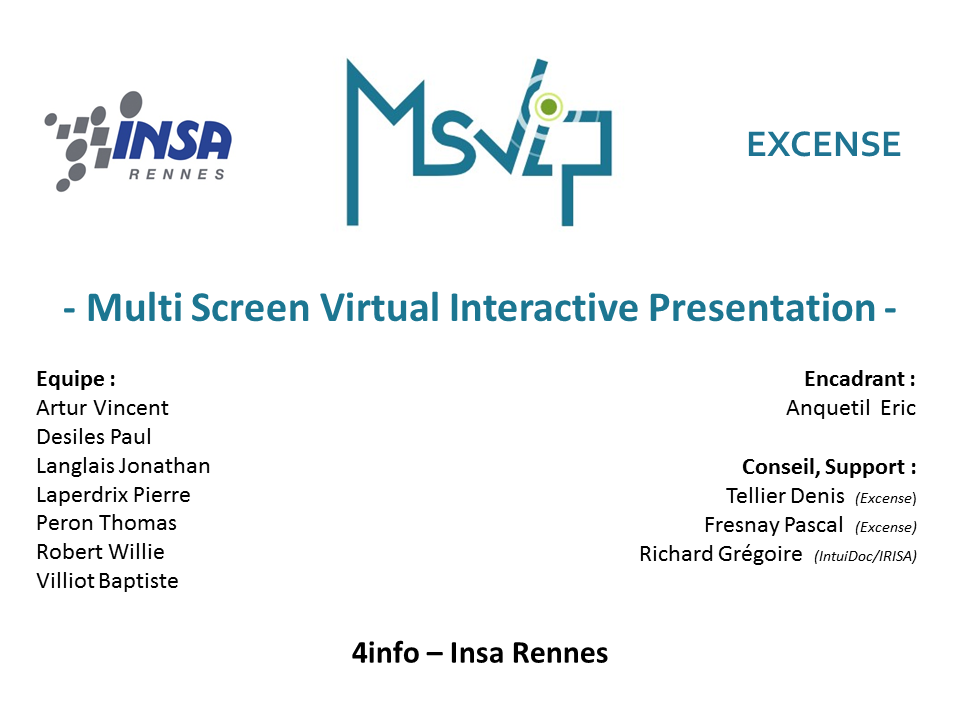 INSA
RENNES
MSVIP
EXCENSE
- Multi Screen Virtual Interactive Presentation -
Equipe :
Artur Vincent
Desiles Paul
Langlais Jonathan
Laperdrix Pierre
Peron Thomas
Robert Willie
Villiot Baptiste
Encadrant :
Anquetil Eric
Conseil, Support :
Tellier Denis (Excense)
Fresnay Pascal (Excense)
Richard Grégoire (IntuiDoc/IRISA)
4info – Insa Rennes